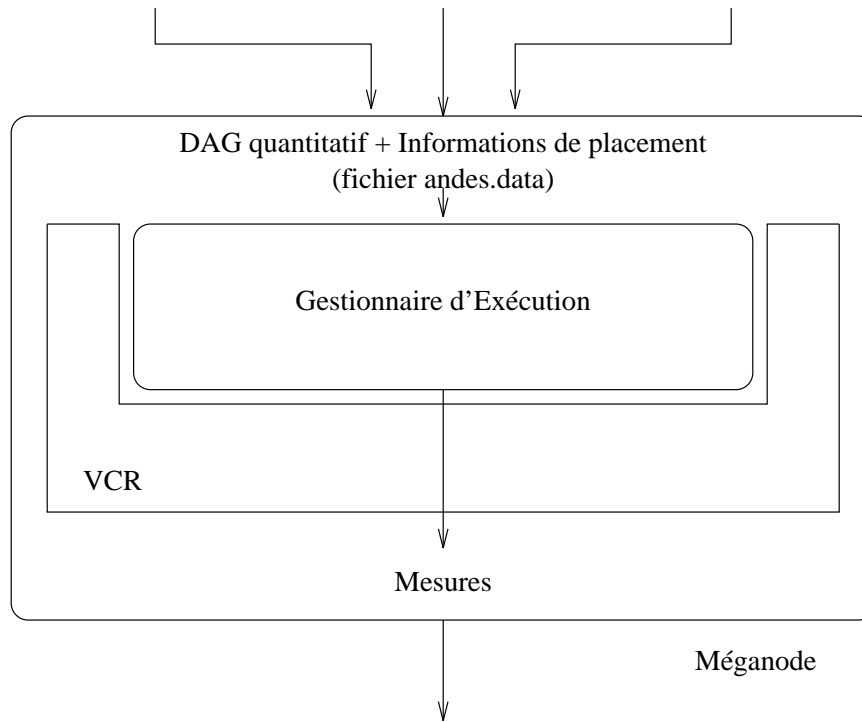 DAG quantitatif + Informations de placement
(fichier andes.data)
Gestionnaire d'Exécution
VCR
Mesures
Méganode